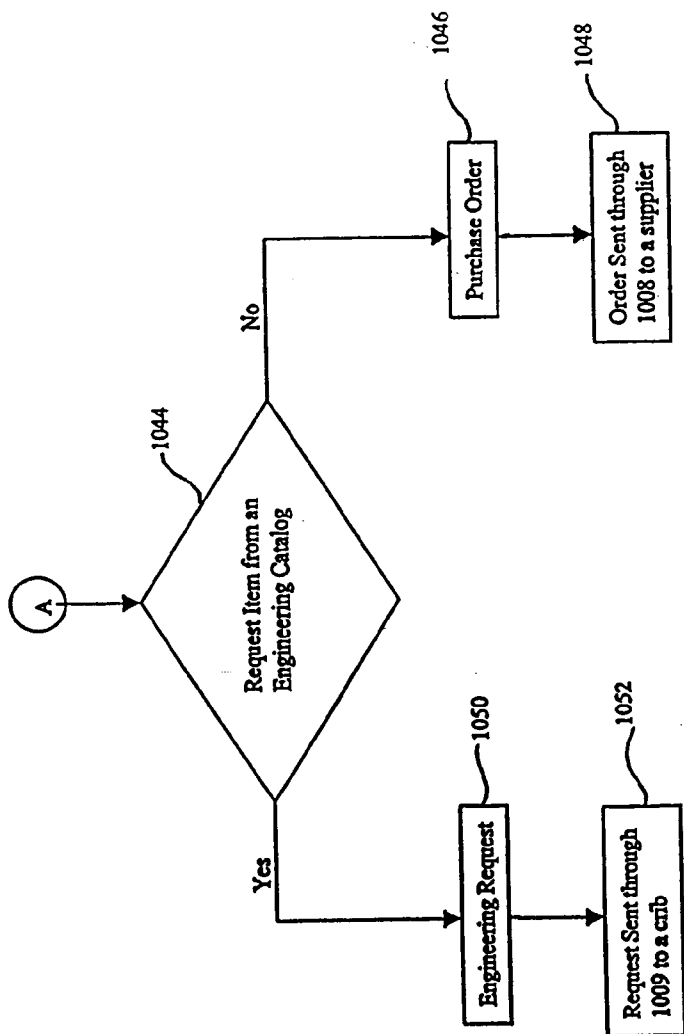 A
1044
Request Item from an
Engineering Catalog
Yes
No
1050
Engineering Request
1052
Request Sent through
1009 to a crib
1046
Purchase Order
1048
Order Sent through
1008 to a supplier